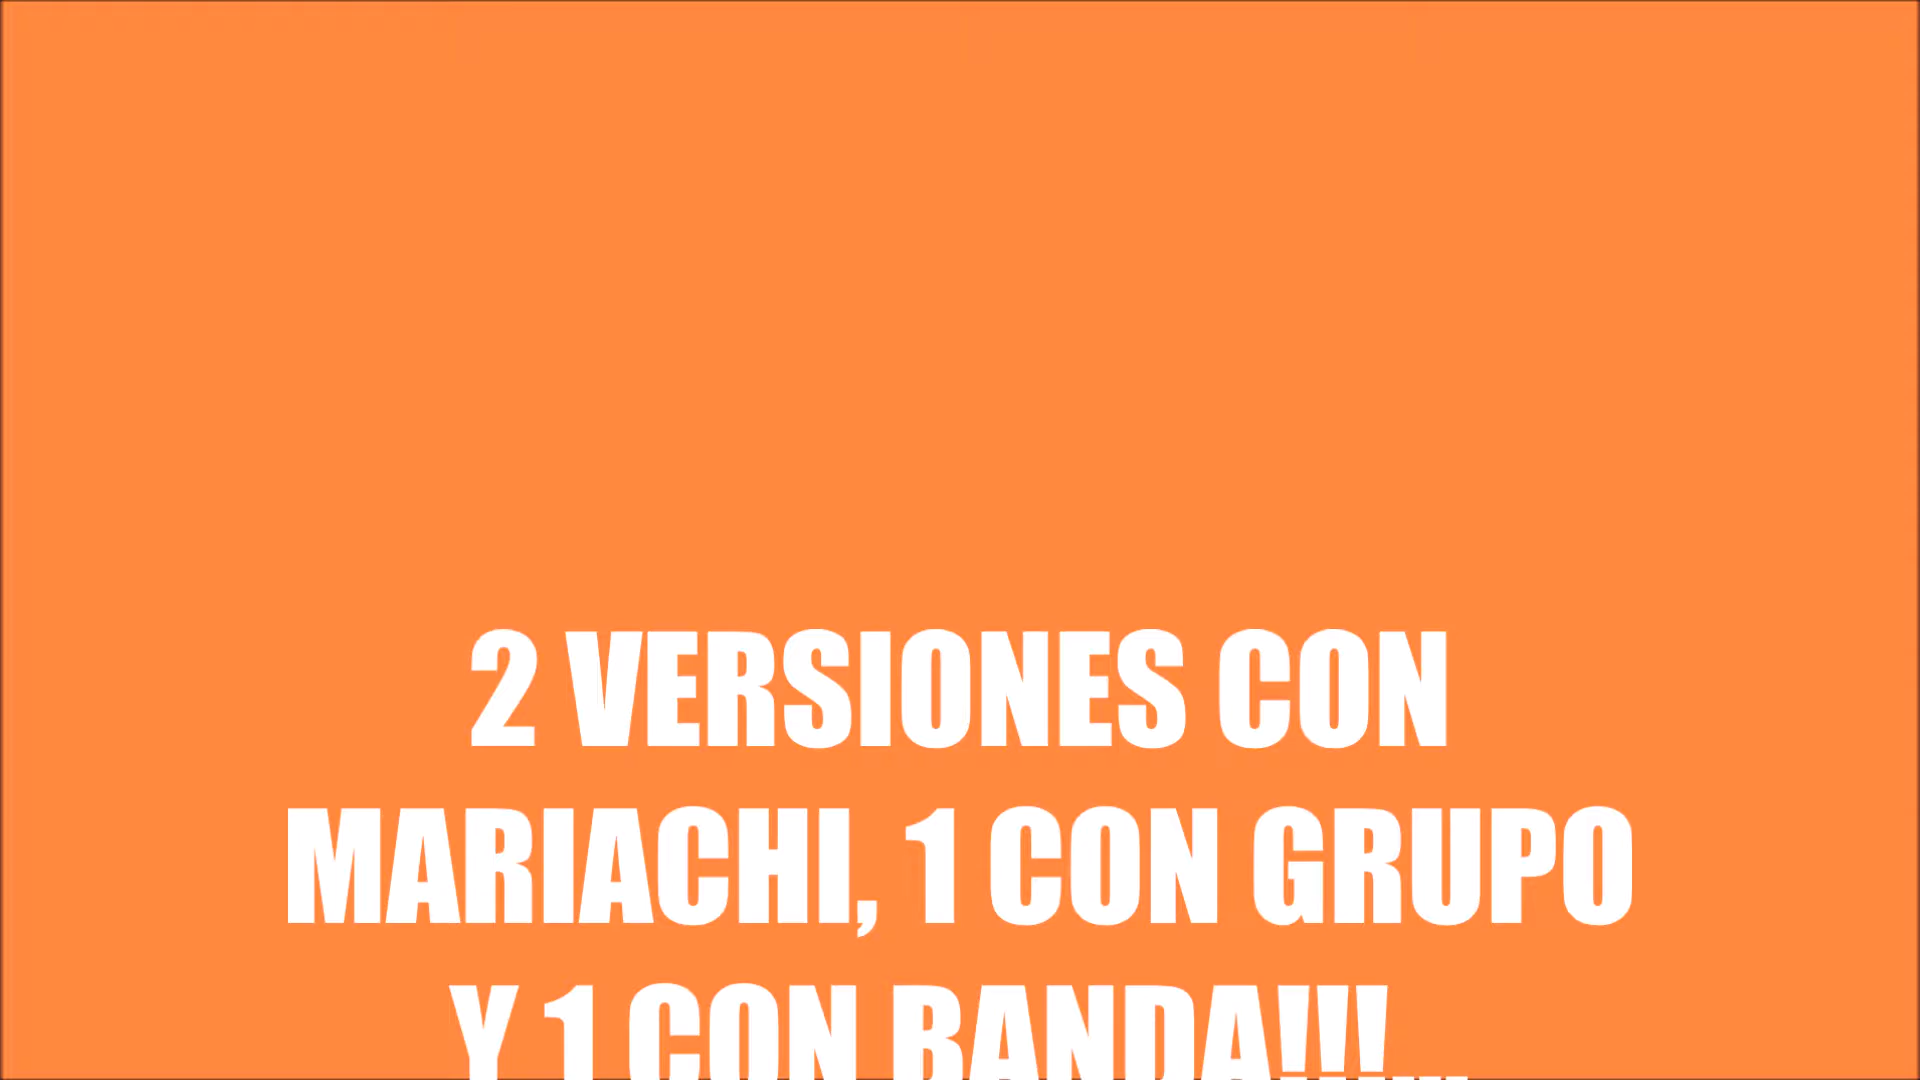 2 VERSIONES CON
MARIACHI, 1 CON GRUPO
Y 1 CON BANDA!!!...